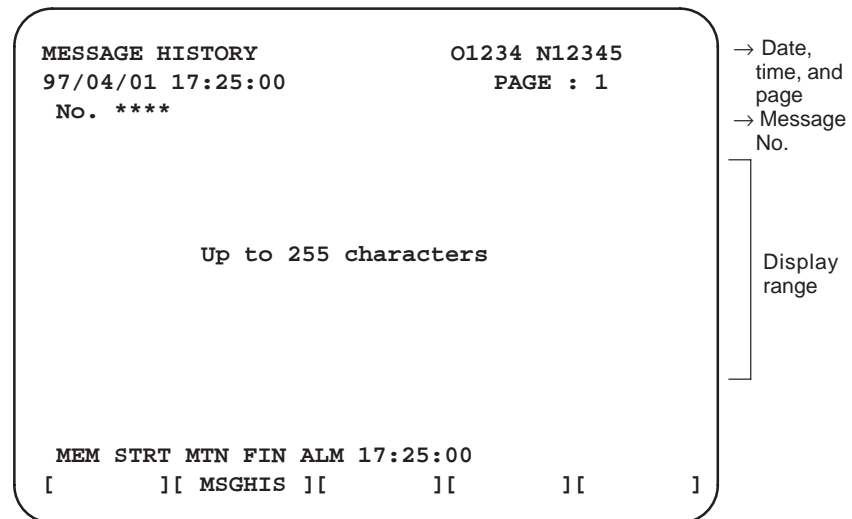 MESSAGE HISTORY O1234 N12345
97/04/01 17:25:00 PAGE : 1
No. ****
Up to 255 characters
MEM STRT MTN FIN ALM 17:25:00
[ ][ MSGHIS ][ ][ ][ ]
→ Date,
time, and
page
→ Message
No.
Display
range